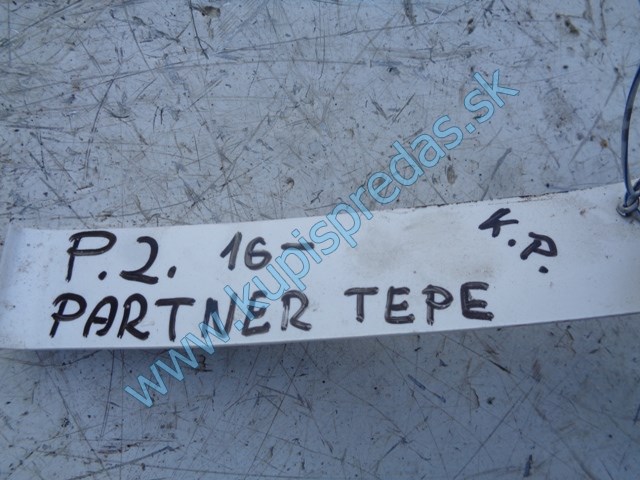 P.2. 16- K.P.
PARTNER TEPE
www.kupispredas.sk